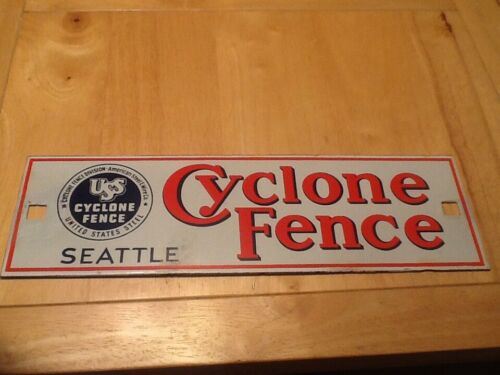 CYCLONE FENCE DIVISION - American Steel & Wire Co.
USS
CYCLONE
FENCE
UNITED STATES STEEL
SEATTLE
Cyclone
Fence